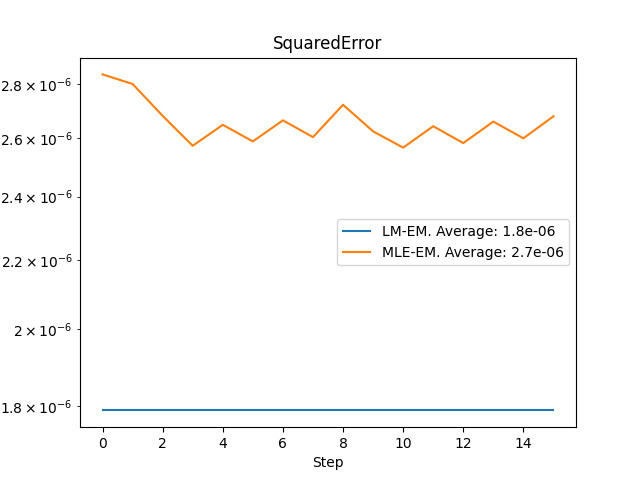 SquaredError
2.8 × 10⁻⁶
2.6 × 10⁻⁶
2.4 × 10⁻⁶
2.2 × 10⁻⁶
2 × 10⁻⁶
1.8 × 10⁻⁶
LM-EM. Average: 1.8e-06
MLE-EM. Average: 2.7e-06
0 2 4 6 8 10 12 14
Step